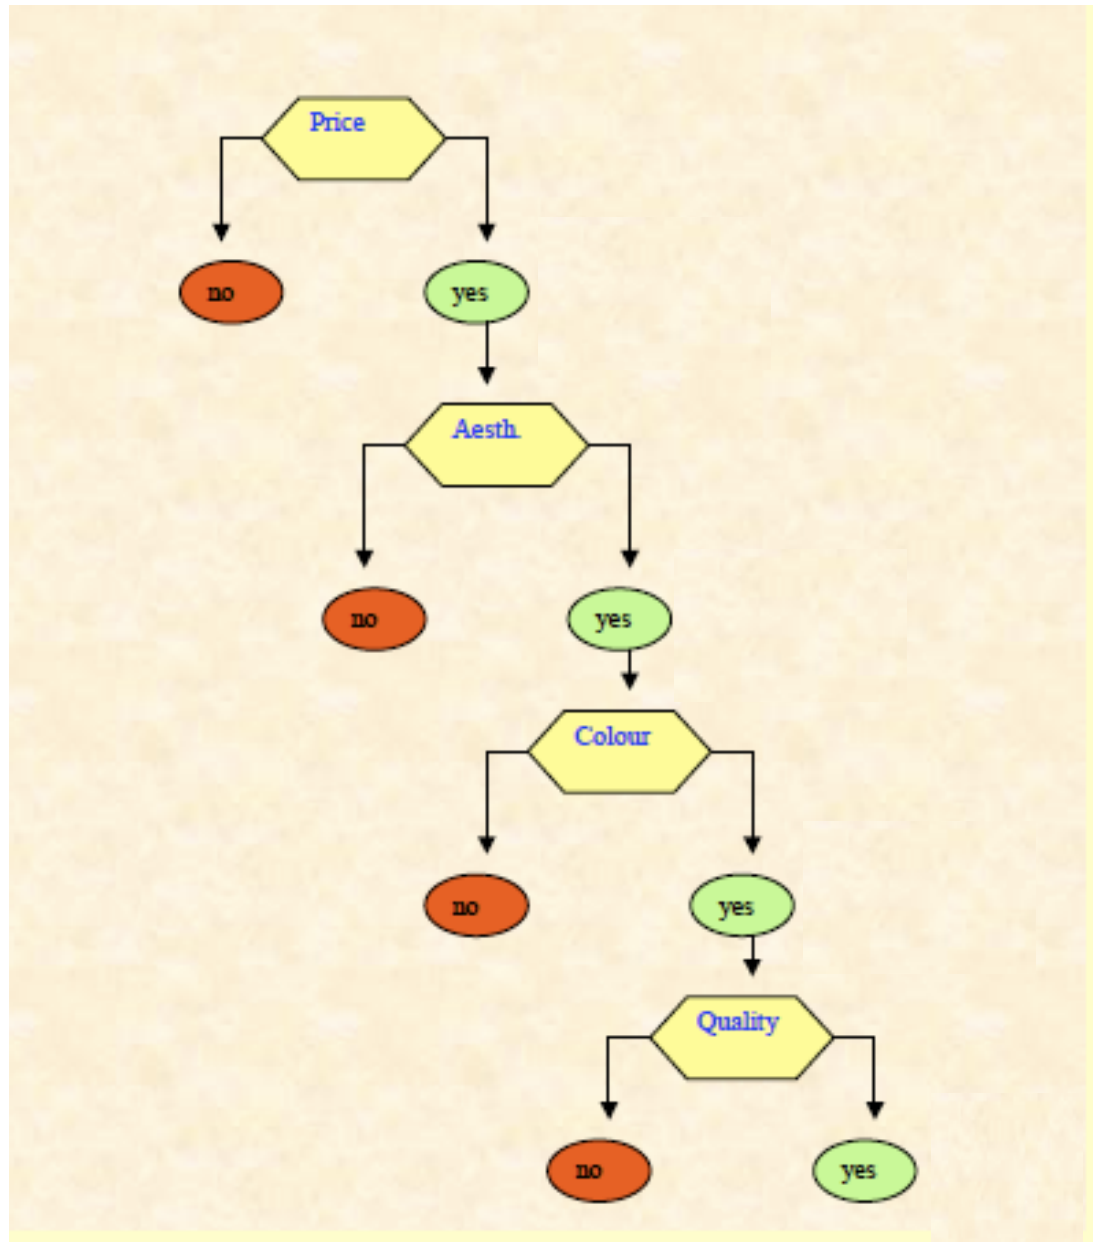 Price
no
yes
Aesth.
no
yes
Colour
no
yes
Quality
no
yes